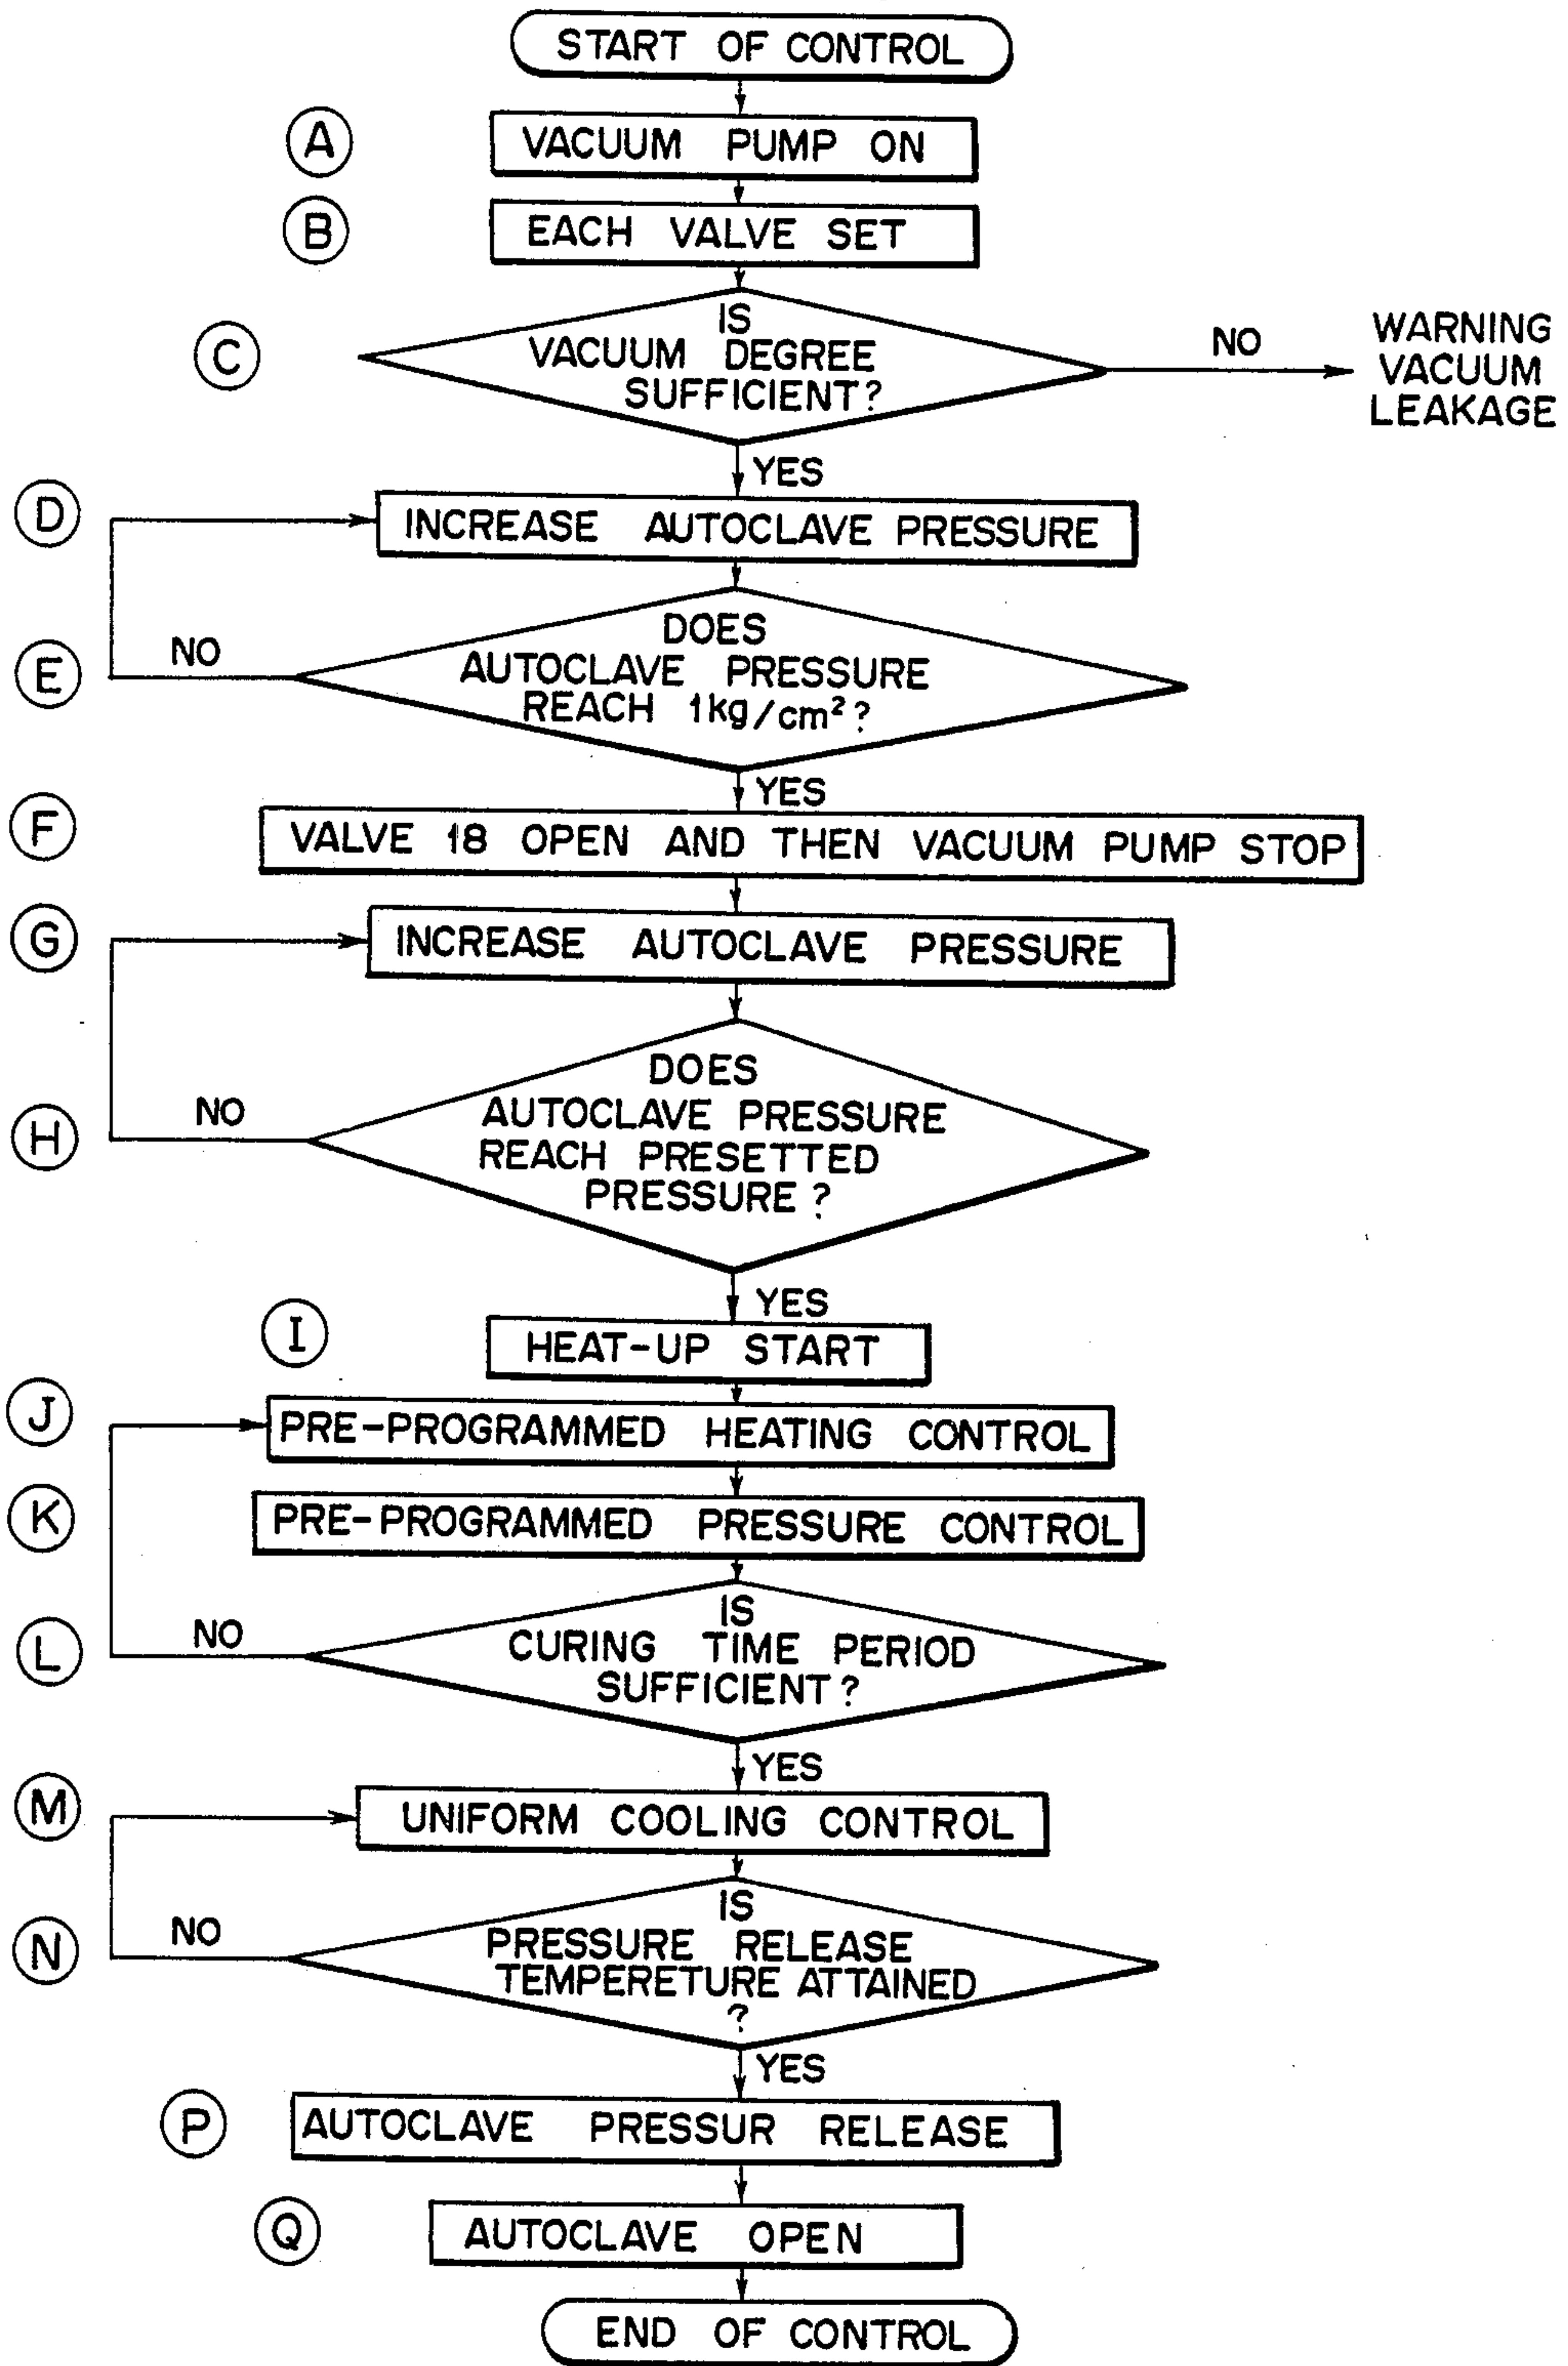 START OF CONTROL
A
VACUUM PUMP ON
B
EACH VALVE SET
C
IS
VACUUM DEGREE
SUFFICIENT?
NO
WARNING
VACUUM
LEAKAGE
YES
D
INCREASE AUTOCLAVE PRESSURE
E
NO
DOES
AUTOCLAVE PRESSURE
REACH 1kg/cm²?
YES
F
VALVE 18 OPEN AND THEN VACUUM PUMP STOP
G
INCREASE AUTOCLAVE PRESSURE
H
NO
DOES
AUTOCLAVE PRESSURE
REACH PRESETTED
PRESSURE?
YES
I
HEAT-UP START
J
PRE-PROGRAMMED HEATING CONTROL
K
PRE-PROGRAMMED PRESSURE CONTROL
L
NO
IS
CURING TIME PERIOD
SUFFICIENT?
YES
M
UNIFORM COOLING CONTROL
N
NO
IS
PRESSURE RELEASE
TEMPERETURE ATTAINED
?
YES
P
AUTOCLAVE PRESSUR RELEASE
Q
AUTOCLAVE OPEN
END OF CONTROL